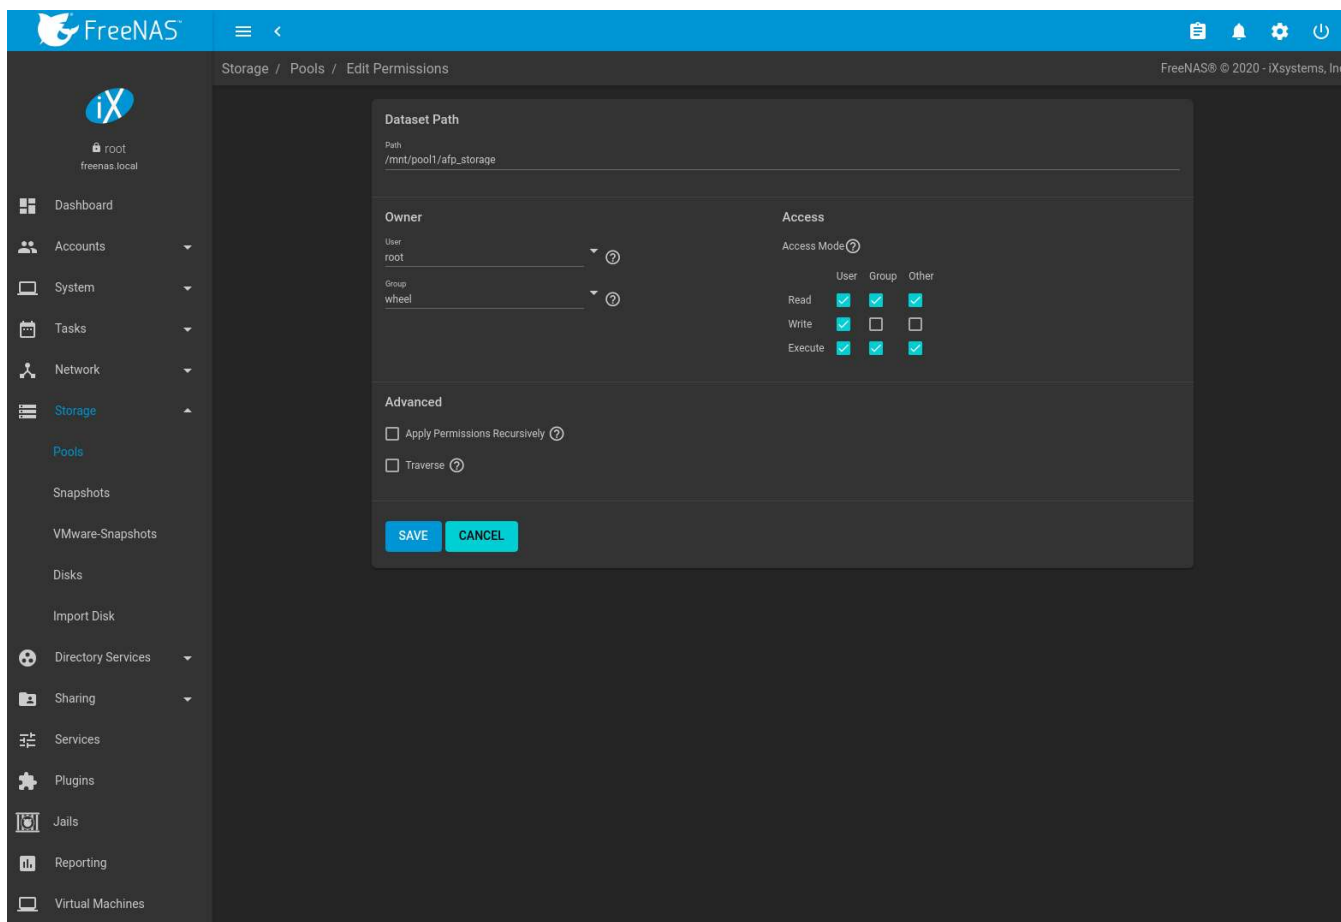 FreeNAS
Storage / Pools / Edit Permissions
FreeNAS® © 2020 - iXsystems, Inc
iX
root
freenas.local
Dashboard
Accounts
System
Tasks
Network
Storage
Pools
Snapshots
VMware-Snapshots
Disks
Import Disk
Directory Services
Sharing
Services
Plugins
Jails
Reporting
Virtual Machines
Dataset Path
Path
/mnt/pool1/afp_storage
Owner
User
root
Group
wheel
Access
Access Mode
User Group Other
Read
Write
Execute
Advanced
Apply Permissions Recursively
Traverse
SAVE CANCEL